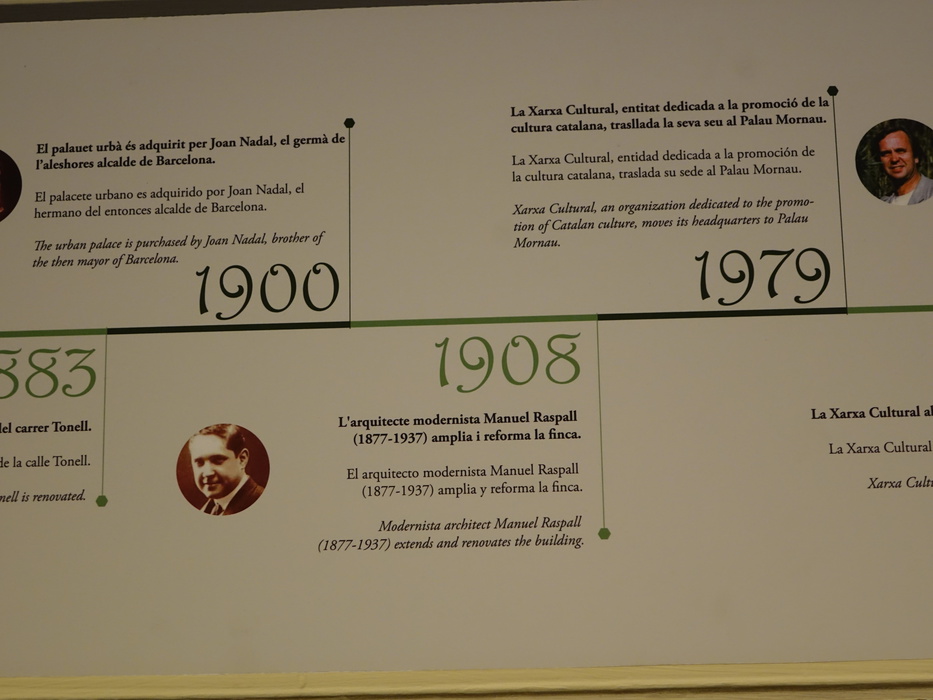 El palauet urbà és adquirit per Joan Nadal, el germà de
l'aleshores alcalde de Barcelona.
El palacete urbano es adquirido por Joan Nadal, el
hermano del entonces alcalde de Barcelona.
The urban palace is purchased by Joan Nadal, brother of
the then mayor of Barcelona.
1900
La Xarxa Cultural, entitat dedicada a la promoció de la
cultura catalana, trasllada la seva seu al Palau Mornau.
La Xarxa Cultural, entidad dedicada a la promoción de
la cultura catalana, traslada su sede al Palau Mornau.
Xarxa Cultural, an organization dedicated to the promo-
tion of Catalan culture, moves its headquarters to Palau
Mornau.
1979
883
del carrer Tonell.
de la calle Tonell.
nell is renovated.
1908
L'arquitecte modernista Manuel Raspall
(1877-1937) amplia i reforma la finca.
El arquitecto modernista Manuel Raspall
(1877-1937) amplia y reforma la finca.
Modernista architect Manuel Raspall
(1877-1937) extends and renovates the building.
La Xarxa Cultural al
La Xarxa Cultural
Xarxa Cult